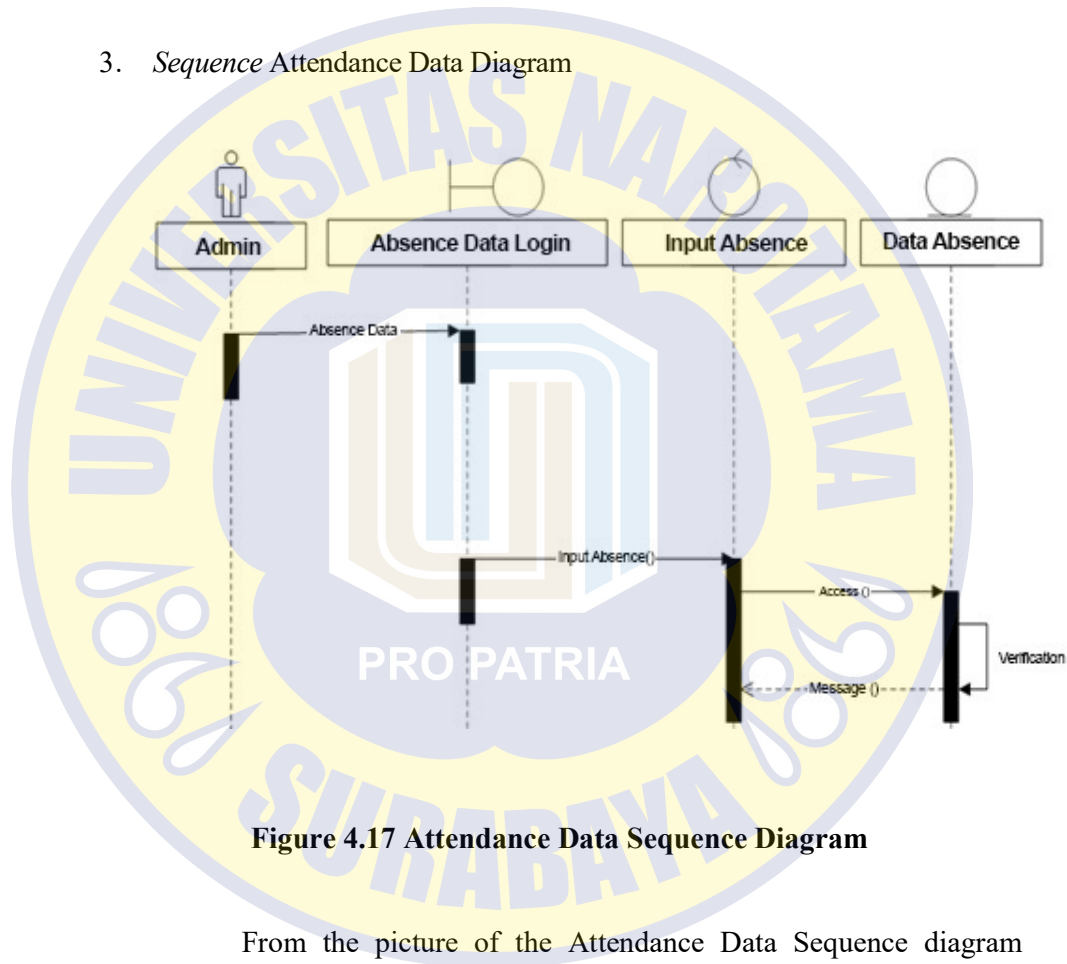 3. Sequence Attendance Data Diagram
Admin
Absence Data Login
Input Absence
Data Absence
Absence Data
Input Absence()
Access ()
Verification
Message ()
UNIVERSITAS NAROTAMA
PRO PATRIA
SURABAYA
Figure 4.17 Attendance Data Sequence Diagram
From the picture of the Attendance Data Sequence diagram